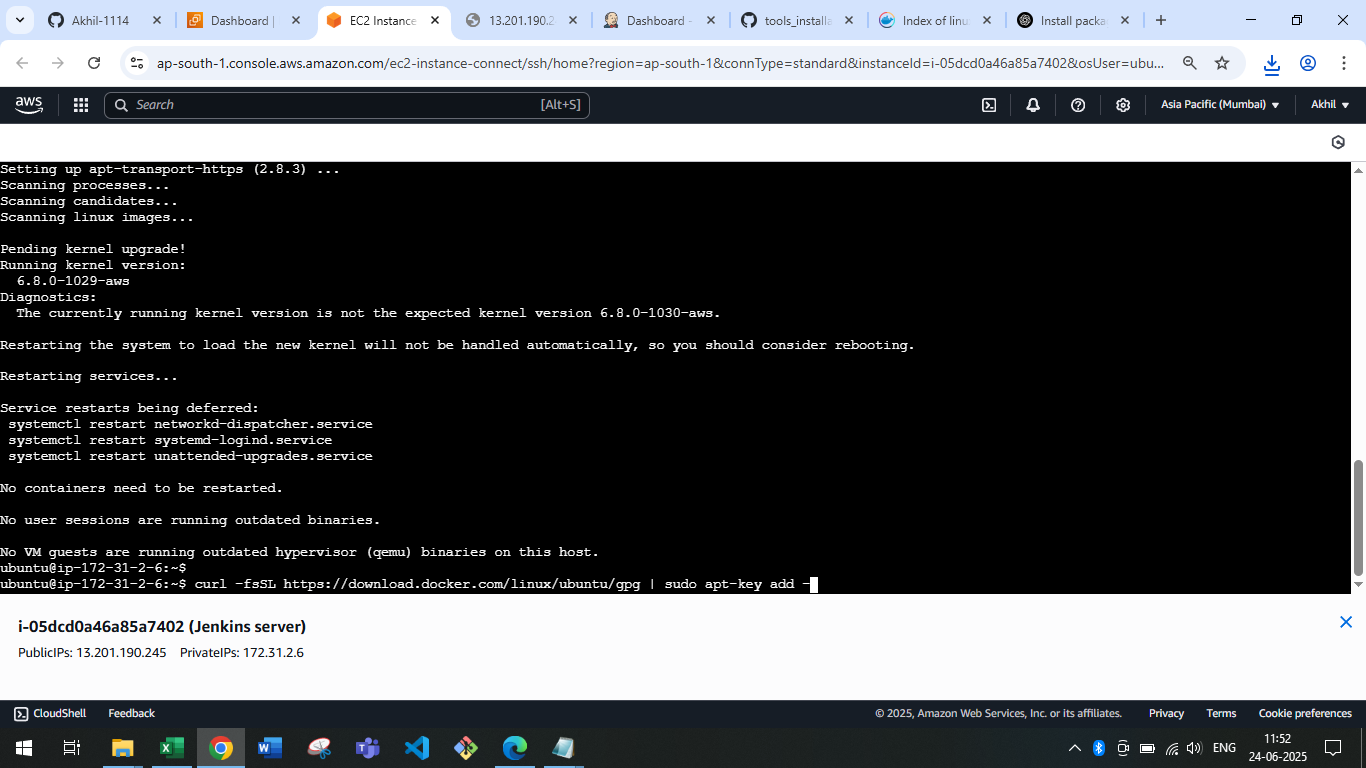 Akhil-1114
Dashboard |
EC2 Instance
13.201.190.2
Dashboard -
tools_installa
Index of linu
Install packa
ap-south-1.console.aws.amazon.com/ec2-instance-connect/ssh/home?region=ap-south-1&connType=standard&instanceId=i-05dcd0a46a85a7402&osUser=ubu...
aws
Search
[Alt+S]
Asia Pacific (Mumbai)
Akhil
Setting up apt-transport-https (2.8.3) ...
Scanning processes...
Scanning candidates...
Scanning linux images...
Pending kernel upgrade!
Running kernel version:
6.8.0-1029-aws
Diagnostics:
The currently running kernel version is not the expected kernel version 6.8.0-1030-aws.
Restarting the system to load the new kernel will not be handled automatically, so you should consider rebooting.
Restarting services...
Service restarts being deferred:
systemctl restart networkd-dispatcher.service
systemctl restart systemd-logind.service
systemctl restart unattended-upgrades.service
No containers need to be restarted.
No user sessions are running outdated binaries.
No VM guests are running outdated hypervisor (qemu) binaries on this host.
ubuntu@ip-172-31-2-6:~$
ubuntu@ip-172-31-2-6:~$ curl -fsSL https://download.docker.com/linux/ubuntu/gpg | sudo apt-key add -
i-05dcd0a46a85a7402 (Jenkins server)
PublicIPs: 13.201.190.245 PrivateIPs: 172.31.2.6
CloudShell
Feedback
© 2025, Amazon Web Services, Inc. or its affiliates.
Privacy
Terms
Cookie preferences
ENG
11:52
24-06-2025